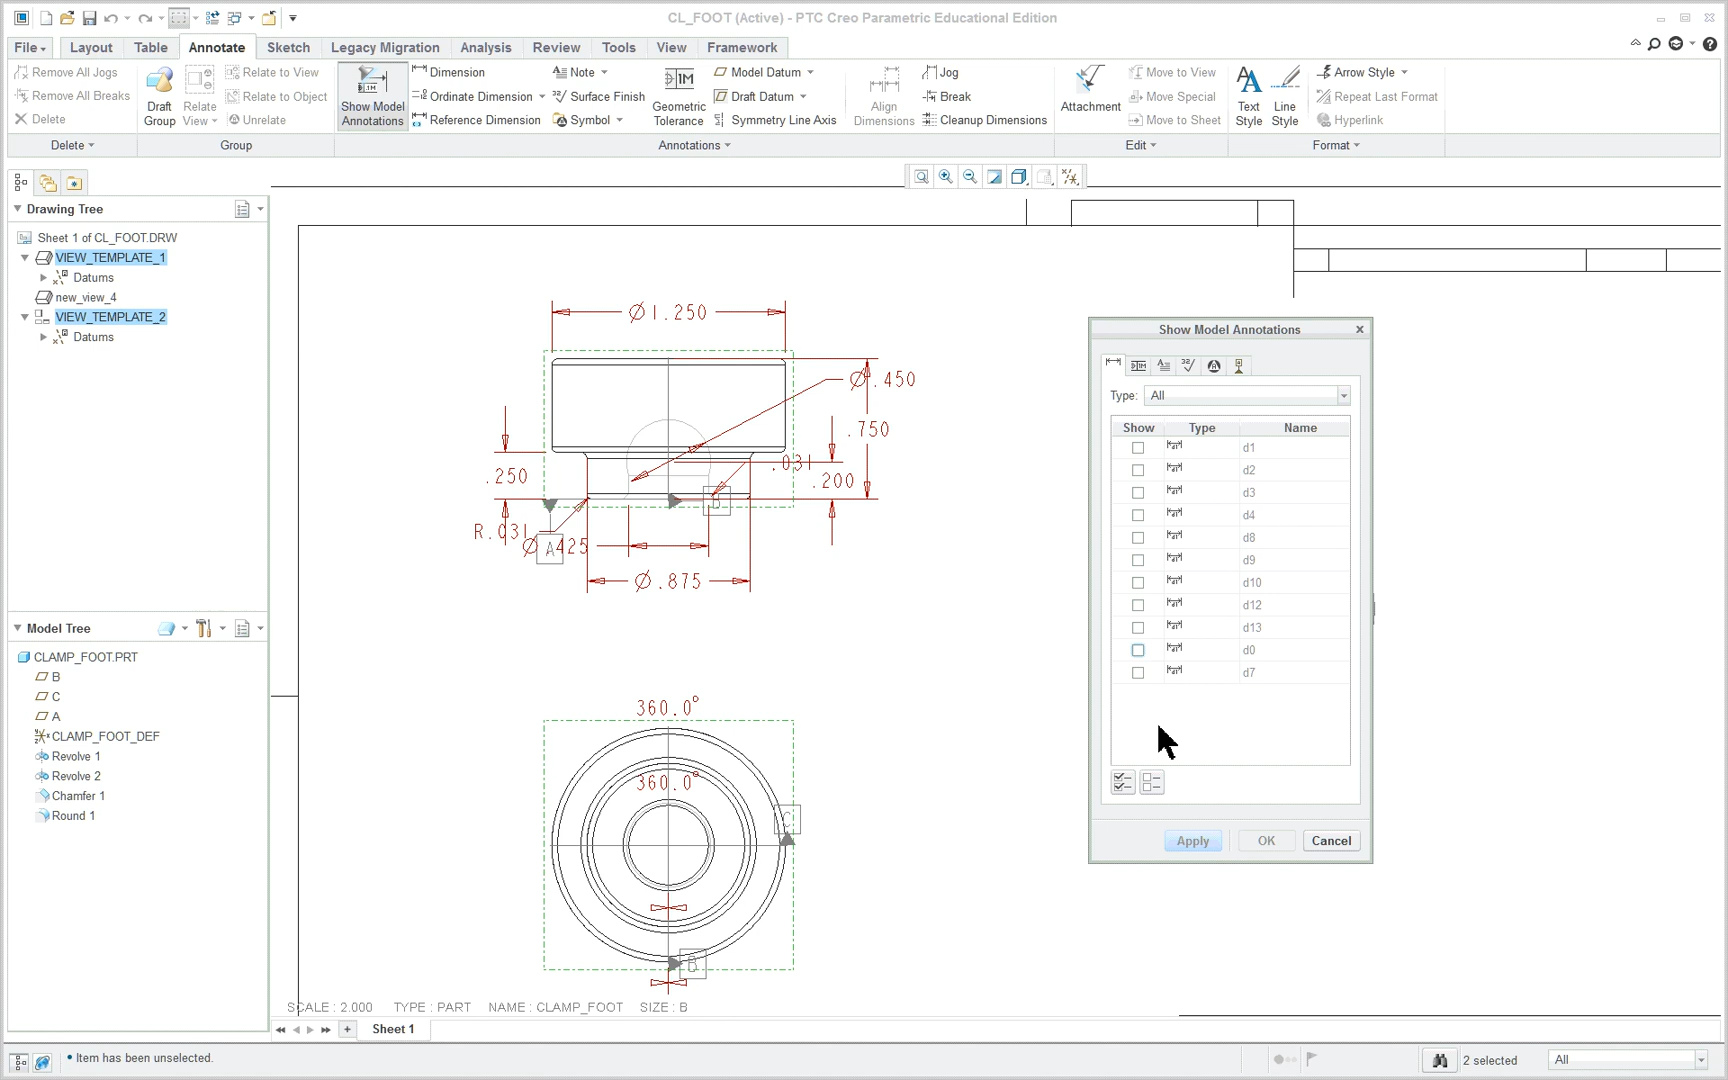 CL_FOOT (Active) - PTC Creo Parametric Educational Edition
File
Layout
Table
Annotate
Sketch
Legacy Migration
Analysis
Review
Tools
View
Framework
Remove All Jogs
Remove All Breaks
Delete
Delete
Draft Group
Relate View
Relate to View
Relate to Object
Unrelate
Group
Show Model Annotations
Dimension
Ordinate Dimension
Reference Dimension
Note
Surface Finish
Symbol
Geometric Tolerance
Model Datum
Draft Datum
Symmetry Line Axis
Align Dimensions
Jog
Break
Cleanup Dimensions
Annotations
Attachment
Move to View
Move Special
Move to Sheet
Edit
Text Style
Line Style
Arrow Style
Repeat Last Format
Hyperlink
Format
Drawing Tree
Sheet 1 of CL_FOOT.DRW
VIEW_TEMPLATE_1
Datums
new_view_4
VIEW_TEMPLATE_2
Datums
Model Tree
CLAMP_FOOT.PRT
B
C
A
CLAMP_FOOT_DEF
Revolve 1
Revolve 2
Chamfer 1
Round 1
Ø1.250
Ø.450
.750
.031
.250
.200
B
R.031
Ø.425
A
Ø.875
360.0°
360.0°
C
B
SCALE : 2.000 TYPE : PART NAME : CLAMP_FOOT SIZE : B
Sheet 1
Show Model Annotations
Type: All
Show Type Name
d1
d2
d3
d4
d8
d9
d10
d12
d13
d0
d7
Apply
OK
Cancel
• Item has been unselected.
2 selected
All